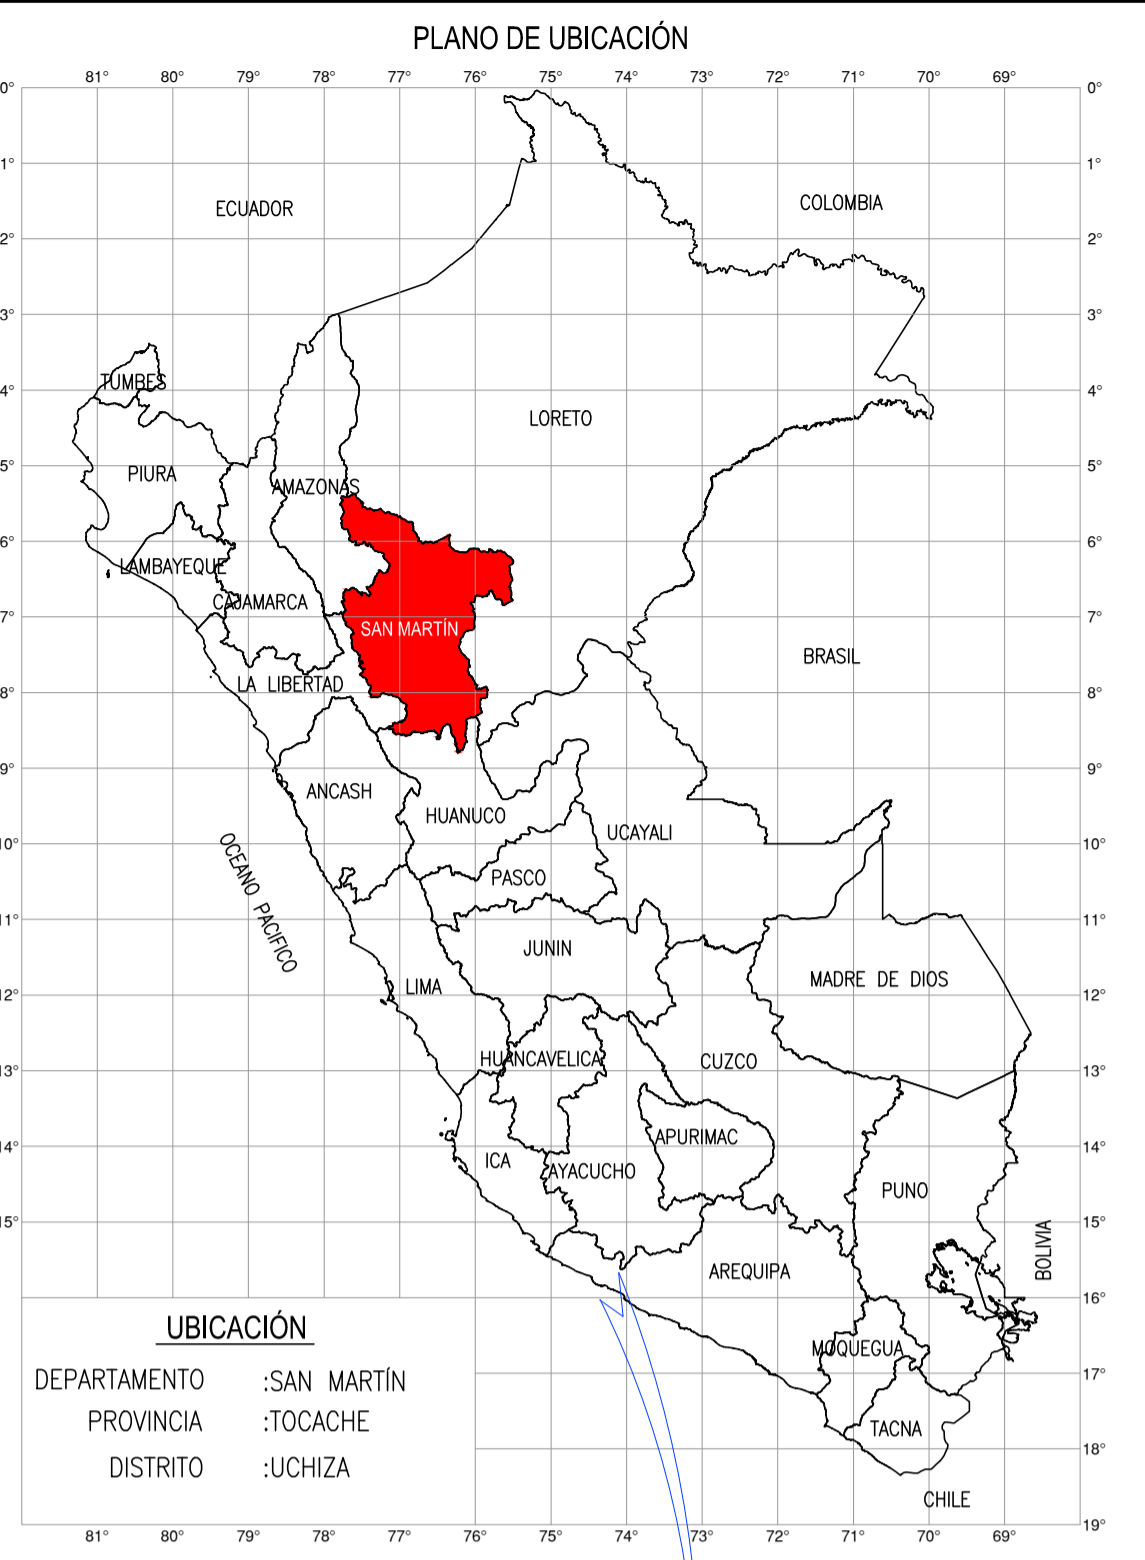 PLANO DE UBICACIÓN
81° 80° 79° 78° 77° 76° 75° 74° 73° 72° 71° 70° 69°
0° 0°
1° 1°
ECUADOR COLOMBIA
2° 2°
3° 3°
TUMBES
4° 4°
LORETO
PIURA
5° 5°
AMAZONAS
6° 6°
LAMBAYEQUE
CAJAMARCA
7° 7°
SAN MARTÍN
BRASIL
LA LIBERTAD
8° 8°
9° 9°
ANCASH
HUANUCO
UCAYALI
10° 10°
OCEANO PACIFICO
PASCO
11° 11°
JUNIN
MADRE DE DIOS
LIMA
12° 12°
HUANCAVELICA
CUZCO
13° 13°
APURIMAC
14° 14°
ICA
AYACUCHO
PUNO
15° 15°
BOLIVIA
AREQUIPA
16°
UBICACIÓN
MOQUEGUA
17°
DEPARTAMENTO :SAN MARTÍN
PROVINCIA :TOCACHE
TACNA
18°
DISTRITO :UCHIZA
CHILE
19°
81° 80° 79° 78° 77° 76° 75° 74° 73° 72° 71° 70° 69°